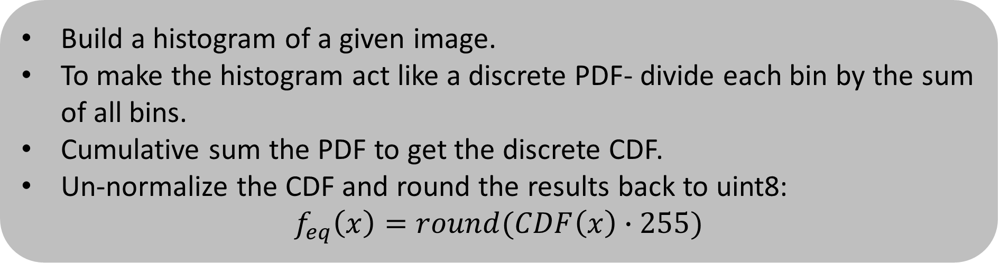 • Build a histogram of a given image.
• To make the histogram act like a discrete PDF- divide each bin by the sum
of all bins.
• Cumulative sum the PDF to get the discrete CDF.
• Un-normalize the CDF and round the results back to uint8:
f_{eq}(x) = round(CDF(x) · 255)